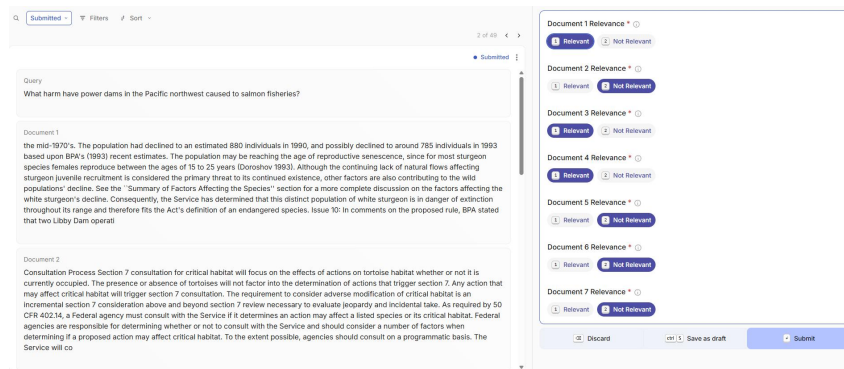 Submitted Filters Sort
2 of 49 < >
Submitted
Query
What harm have power dams in the Pacific northwest caused to salmon fisheries?
Document 1
the mid-1970's. The population had declined to an estimated 880 individuals in 1990, and possibly declined to around 785 individuals in 1993
based upon BPA's (1993) recent estimates. The population may be reaching the age of reproductive senescence, since for most sturgeon
species females reproduce between the ages of 15 to 25 years (Doroshov 1993). Although the continuing lack of natural flows affecting
sturgeon juvenile recruitment is considered the primary threat to its continued existence, other factors are also contributing to the wild
populations' decline. See the ``Summary of Factors Affecting the Species'' section for a more complete discussion on the factors affecting the
white sturgeon's decline. Consequently, the Service has determined that this distinct population of white sturgeon is in danger of extinction
throughout its range and therefore fits the Act's definition of an endangered species. Issue 10: In comments on the proposed rule, BPA stated
that two Libby Dam operati
Document 2
Consultation Process Section 7 consultation for critical habitat will focus on the effects of actions on tortoise habitat whether or not it is
currently occupied. The presence or absence of tortoises will not factor into the determination of actions that trigger section 7. Any action that
may affect critical habitat will trigger section 7 consultation. The requirement to consider adverse modification of critical habitat is an
incremental section 7 consideration above and beyond section 7 review necessary to evaluate jeopardy and incidental take. As required by 50
CFR 402.14, a Federal agency must consult with the Service if it determines an action may affect a listed species or its critical habitat. Federal
agencies are responsible for determining whether or not to consult with the Service and should consider a number of factors when
determining if a proposed action may affect critical habitat. To the extent possible, agencies should consult on a programmatic basis. The
Service will co
Document 1 Relevance *
1 Relevant 2 Not Relevant
Document 2 Relevance *
1 Relevant 2 Not Relevant
Document 3 Relevance *
1 Relevant 2 Not Relevant
Document 4 Relevance *
1 Relevant 2 Not Relevant
Document 5 Relevance *
1 Relevant 2 Not Relevant
Document 6 Relevance *
1 Relevant 2 Not Relevant
Document 7 Relevance *
1 Relevant 2 Not Relevant
Discard ctrl S Save as draft Submit